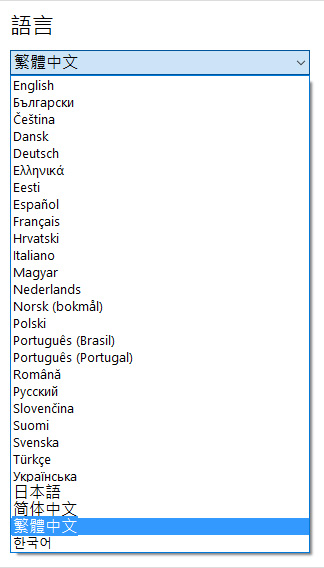 語言
繁體中文
English
Български
Čeština
Dansk
Deutsch
Ελληνικά
Eesti
Español
Français
Hrvatski
Italiano
Magyar
Nederlands
Norsk (bokmål)
Polski
Português (Brasil)
Português (Portugal)
Română
Русский
Slovenčina
Suomi
Svenska
Türkçe
Українська
日本語
简体中文
繁體中文
한국어